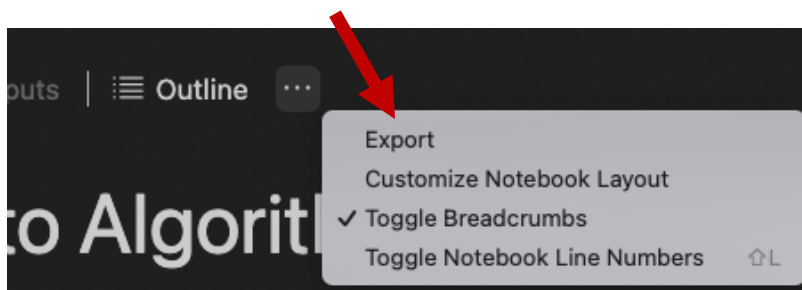 Outline ...
Export
Customize Notebook Layout
✓ Toggle Breadcrumbs
to Algorit
Toggle Notebook Line Numbers ⇧L